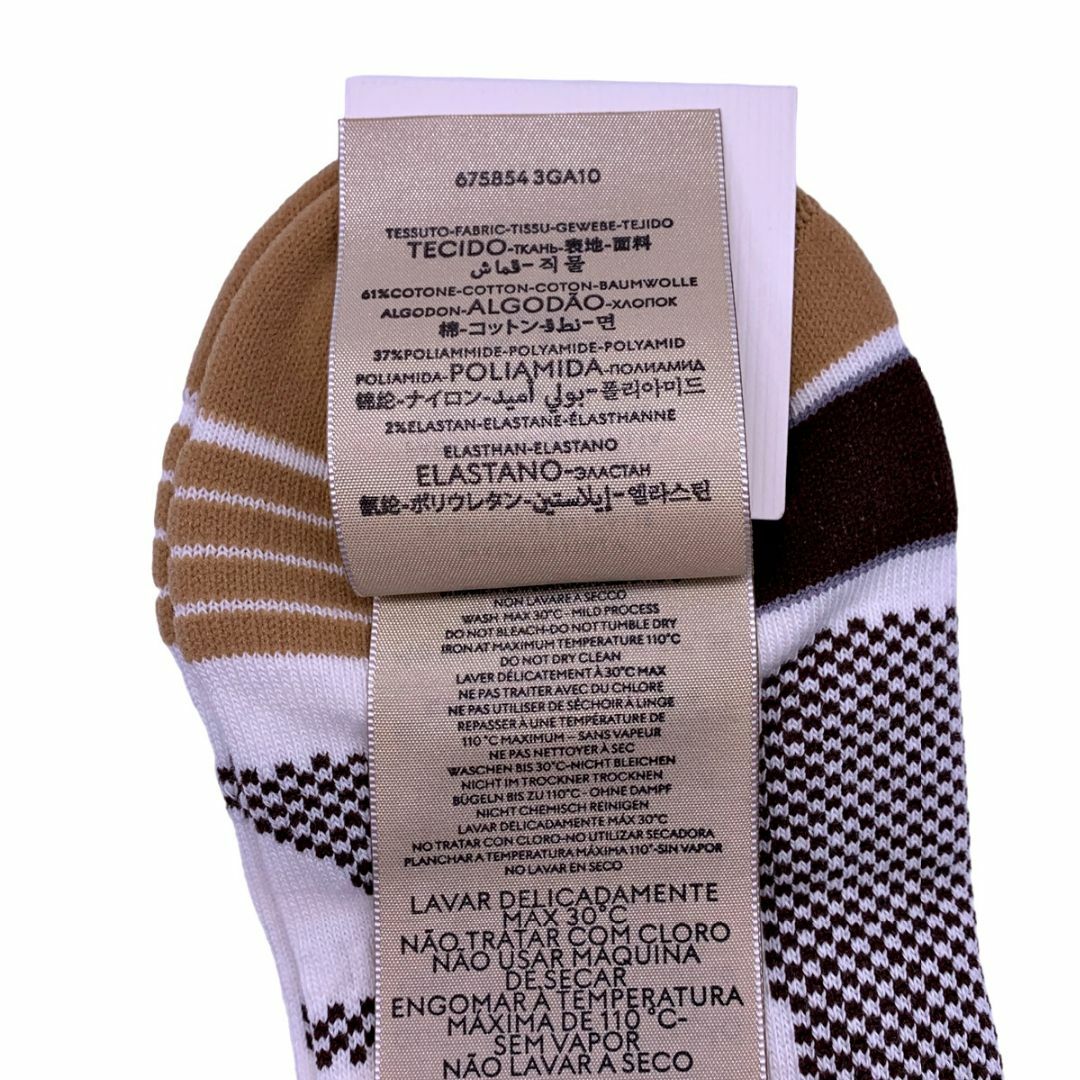 675854 3GA10
TESSUTO-FABRIC-TISSU-GEWEBE-TEJIDO
TECIDO-ТКАНЬ-表地-面料
قماش-직물
61%COTONE-COTTON-COTON-BAUMWOLLE
ALGODON-ALGODÃO-ХЛОПОК
棉-コットン-قطن-면
37%POLIAMMIDE-POLYAMIDE-POLYAMID
POLIAMIDA-POLIAMIDA-ПОЛИАМИД
锦纶-ナイロン-بولي أميد-폴리아미드
2%ELASTAN-ELASTANE-ÉLASTHANNE
ELASTHAN-ELASTANO
ELASTANO-ЭЛАСТАН
氨纶-ポリウレタン-إيلاستين-엘라스틴
NON LAVARE A SECCO
WASH MAX 30°C - MILD PROCESS
DO NOT BLEACH-DO NOT TUMBLE DRY
IRON AT MAXIMUM TEMPERATURE 110°C
DO NOT DRY CLEAN
LAVER DÉLICATEMENT À 30°C MAX
NE PAS TRAITER AVEC DU CHLORE
NE PAS UTILISER DE SÉCHOIR À LINGE
REPASSER À UNE TEMPÉRATURE DE
110 °C MAXIMUM – SANS VAPEUR
NE PAS NETTOYER À SEC
WASCHEN BIS 30°C-NICHT BLEICHEN
NICHT IM TROCKNER TROCKNEN
BÜGELN BIS ZU 110°C - OHNE DAMPF
NICHT CHEMISCH REINIGEN
LAVAR DELICADAMENTE MÁX 30°C
NO TRATAR CON CLORO-NO UTILIZAR SECADORA
PLANCHAR A TEMPERATURA MÁXIMA 110°-SIN VAPOR
NO LAVAR EN SECO
LAVAR DELICADAMENTE
MAX 30°C
NÃO TRATAR COM CLORO
NÃO USAR MÁQUINA
DE SECAR
ENGOMAR A TEMPERATURA
MÁXIMA DE 110°C-
SEM VAPOR
NÃO LAVAR A SECO